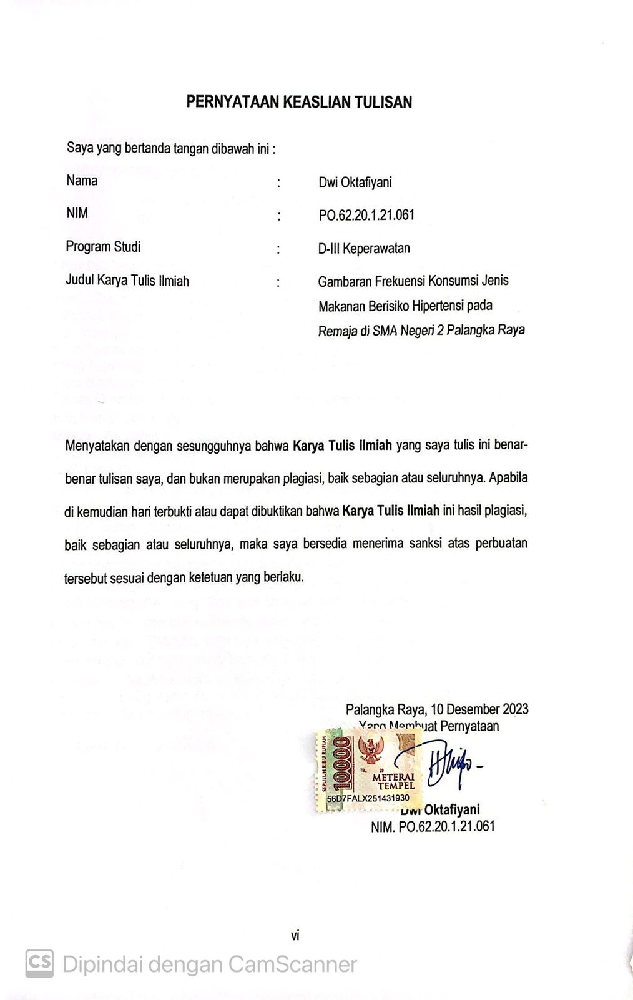 PERNYATAAN KEASLIAN TULISAN
Saya yang bertanda tangan dibawah ini :
Nama : Dwi Oktafiyani
NIM : PO.62.20.1.21.061
Program Studi : D-III Keperawatan
Judul Karya Tulis Ilmiah : Gambaran Frekuensi Konsumsi Jenis
Makanan Berisiko Hipertensi pada
Remaja di SMA Negeri 2 Palangka Raya
Menyatakan dengan sesungguhnya bahwa Karya Tulis Ilmiah yang saya tulis ini benar-
benar tulisan saya, dan bukan merupakan plagiasi, baik sebagian atau seluruhnya. Apabila
di kemudian hari terbukti atau dapat dibuktikan bahwa Karya Tulis Ilmiah ini hasil plagiasi,
baik sebagian atau seluruhnya, maka saya bersedia menerima sanksi atas perbuatan
tersebut sesuai dengan ketetuan yang berlaku.
Palangka Raya, 10 Desember 2023
Yang Membuat Pernyataan
SEPULUH RIBU RUPIAH
10000
TGL. 20
METERAI
TEMPEL
56D7FALX251431930
Dwi Oktafiyani
NIM. PO.62.20.1.21.061
vi
CS Dipindai dengan CamScanner